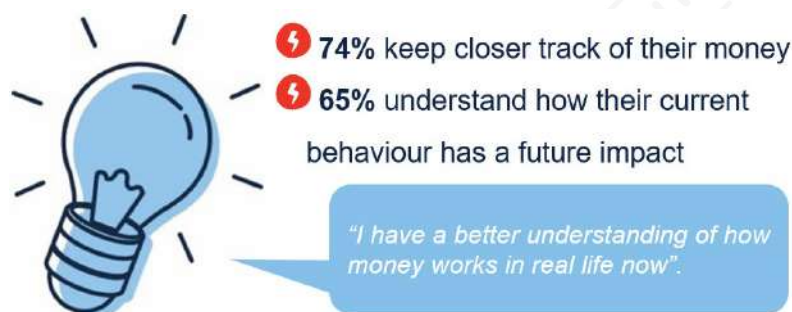 74% keep closer track of their money
65% understand how their current
behaviour has a future impact
"I have a better understanding of how
money works in real life now".